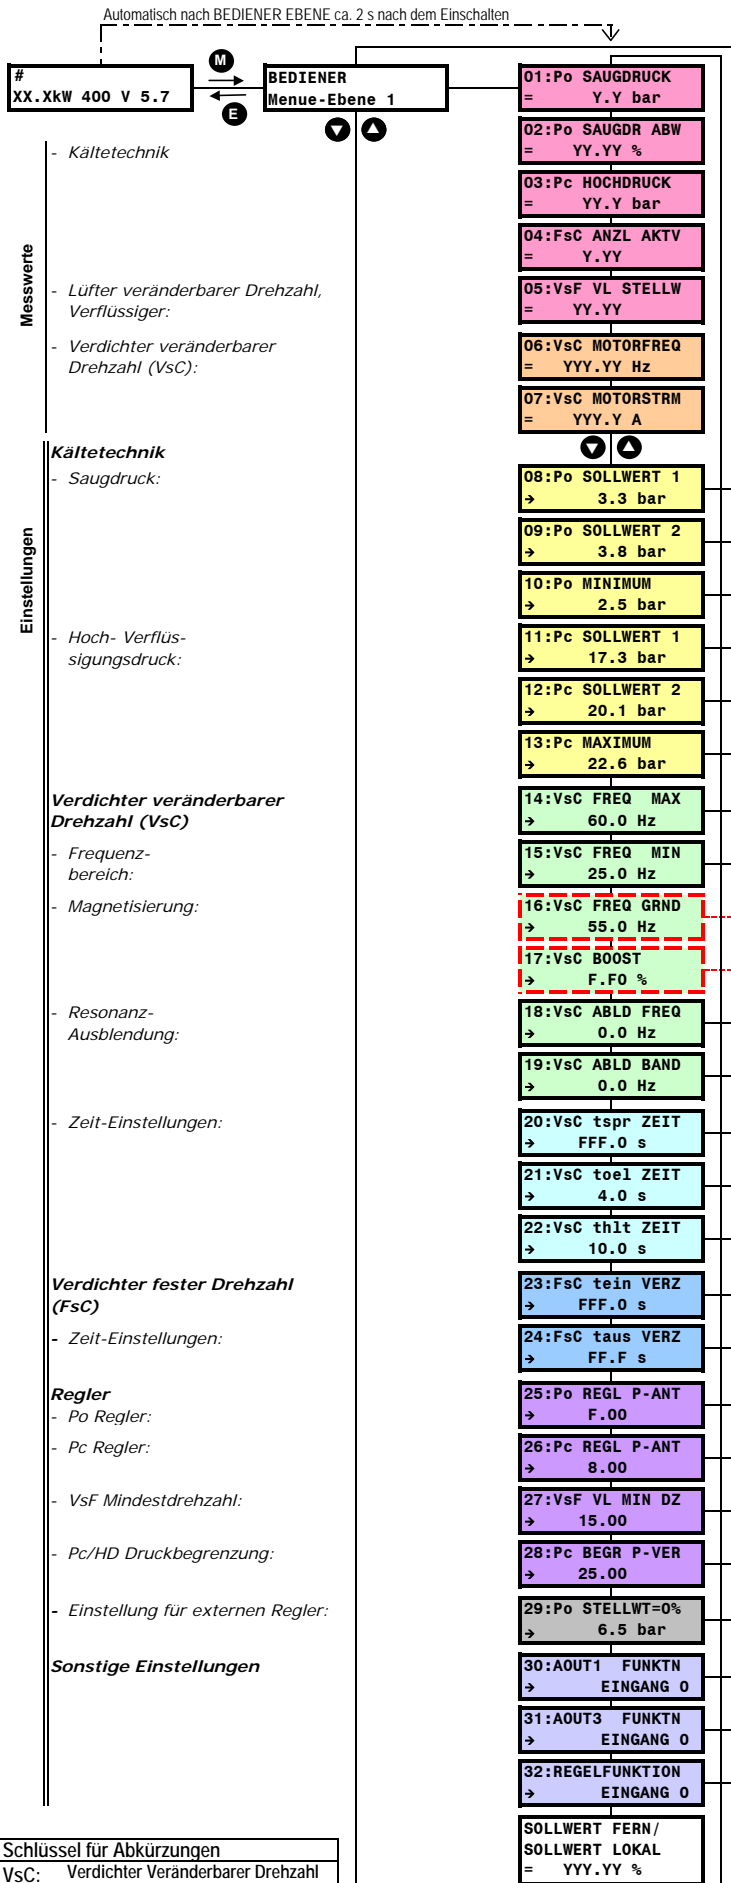 Automatisch nach BEDIENER EBENE ca. 2 s nach dem Einschalten
#
XX.XkW 400 V 5.7
M
E
BEDIENER
Menue-Ebene 1
01:Po SAUGDRUCK
= Y.Y bar
02:Po SAUGDR ABW
= YY.YY %
03:Pc HOCHDRUCK
= YY.Y bar
04:FsC ANZL AKTV
= Y.YY
05:VsF VL STELLW
= YY.YY
06:VsC MOTORFREQ
= YYY.YY Hz
07:VsC MOTORSTRM
= YYY.Y A
Messwerte
- Kältetechnik
- Lüfter veränderbarer Drehzahl,
Verflüssiger:
- Verdichter veränderbarer
Drehzahl (VsC):
Einstellungen
Kältetechnik
- Saugdruck:
08:Po SOLLWERT 1
→ 3.3 bar
09:Po SOLLWERT 2
→ 3.8 bar
10:Po MINIMUM
→ 2.5 bar
- Hoch- Verflüs-
sigungsdruck:
11:Pc SOLLWERT 1
→ 17.3 bar
12:Pc SOLLWERT 2
→ 20.1 bar
13:Pc MAXIMUM
→ 22.6 bar
Verdichter veränderbarer
Drehzahl (VsC)
14:VsC FREQ MAX
→ 60.0 Hz
- Frequenz-
bereich:
15:VsC FREQ MIN
→ 25.0 Hz
- Magnetisierung:
16:VsC FREQ GRND
→ 55.0 Hz
17:VsC BOOST
→ F.F0 %
- Resonanz-
Ausblendung:
18:VsC ABLD FREQ
→ 0.0 Hz
19:VsC ABLD BAND
→ 0.0 Hz
- Zeit-Einstellungen:
20:VsC tspr ZEIT
→ FFF.0 s
21:VsC toel ZEIT
→ 4.0 s
22:VsC thlt ZEIT
→ 10.0 s
Verdichter fester Drehzahl
(FsC)
23:FsC tein VERZ
→ FFF.0 s
- Zeit-Einstellungen:
24:FsC taus VERZ
→ FF.F s
Regler
- Po Regler:
25:Po REGL P-ANT
→ F.00
- Pc Regler:
26:Pc REGL P-ANT
→ 8.00
- VsF Mindestdrehzahl:
27:VsF VL MIN DZ
→ 15.00
- Pc/HD Druckbegrenzung:
28:Pc BEGR P-VER
→ 25.00
- Einstellung für externen Regler:
29:Po STELLWT=0%
→ 6.5 bar
Sonstige Einstellungen
30:AOUT1 FUNKTN
→ EINGANG 0
31:AOUT3 FUNKTN
→ EINGANG 0
32:REGELFUNKTION
→ EINGANG 0
SOLLWERT FERN/
SOLLWERT LOKAL
= YYY.YY %
Schlüssel für Abkürzungen
VsC: Verdichter Veränderbarer Drehzahl